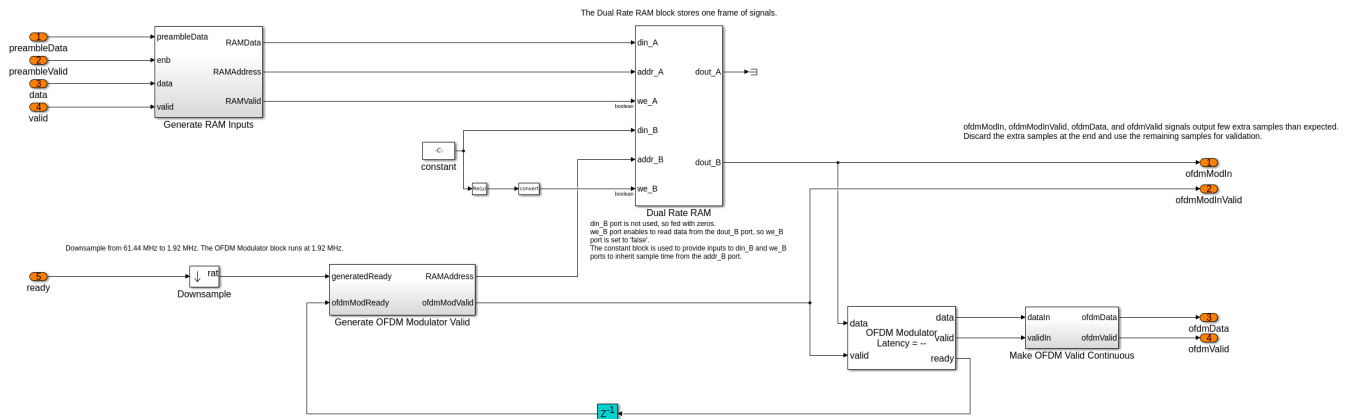 The Dual Rate RAM block stores one frame of signals.
1
preambleData
2
preambleValid
3
data
4
valid
preambleData
enb
data
valid
RAMData
RAMAddress
RAMValid
Generate RAM Inputs
din_A
addr_A
we_A
boolean
din_B
addr_B
we_B
boolean
dout_A
dout_B
Dual Rate RAM
-C-
constant
Re(u)
convert
din_B port is not used, so fed with zeros.
we_B port enables to read data from the dout_B port, so we_B
port is set to 'false'.
The constant block is used to provide inputs to din_B and we_B
ports to inherit sample time from the addr_B port.
ofdmModIn, ofdmModInValid, ofdmData, and ofdmValid signals output few extra samples than expected.
Discard the extra samples at the end and use the remaining samples for validation.
1
ofdmModIn
2
ofdmModInValid
Downsample from 61.44 MHz to 1.92 MHz. The OFDM Modulator block runs at 1.92 MHz.
5
ready
rat
Downsample
generatedReady
ofdmModReady
RAMAddress
ofdmModValid
Generate OFDM Modulator Valid
data
valid
OFDM Modulator
Latency = --
data
valid
ready
dataIn
validIn
ofdmData
ofdmValid
Make OFDM Valid Continuous
3
ofdmData
4
ofdmValid
Z-1